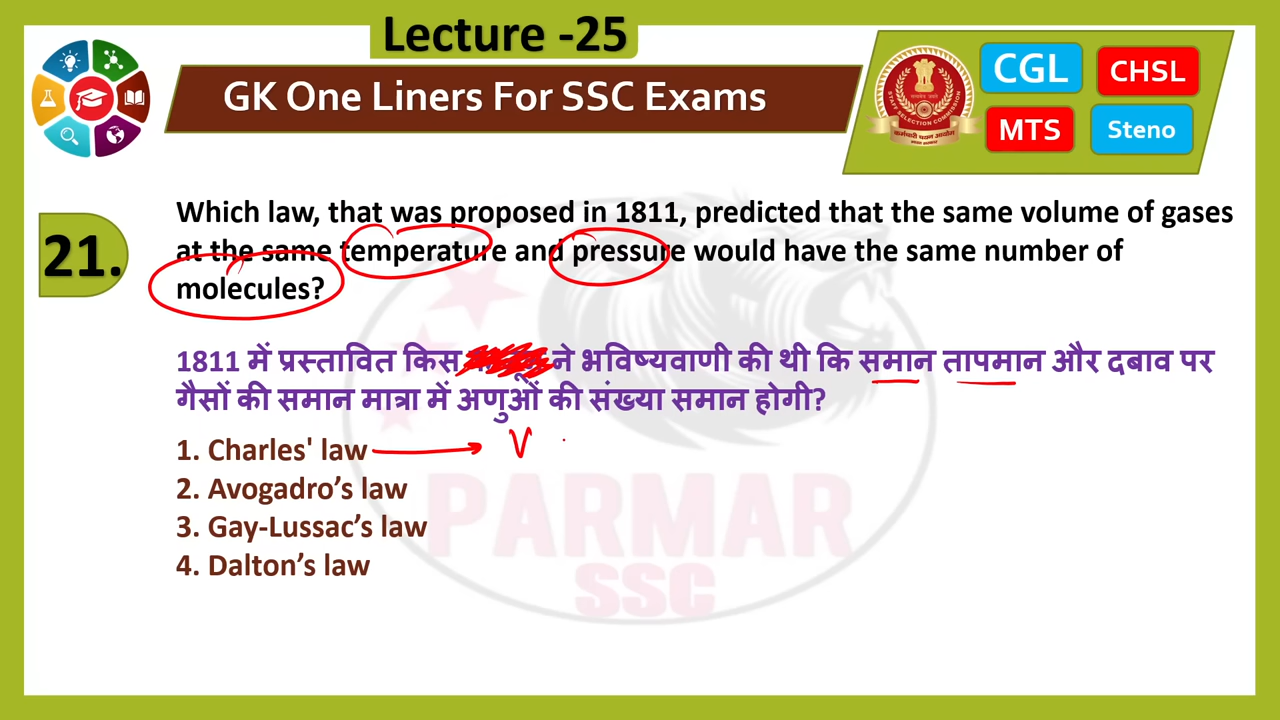 Lecture -25
GK One Liners For SSC Exams
CGL
CHSL
MTS
Steno
STAFF SELECTION COMMISSION
21.
Which law, that was proposed in 1811, predicted that the same volume of gases
at the same temperature and pressure would have the same number of
molecules?
1811 में प्रस्तावित किस ने भविष्यवाणी की थी कि समान तापमान और दबाव पर
गैसों की समान मात्रा में अणुओं की संख्या समान होगी?
1. Charles' law
V
2. Avogadro's law
3. Gay-Lussac's law
4. Dalton's law
PARMAR
SSC